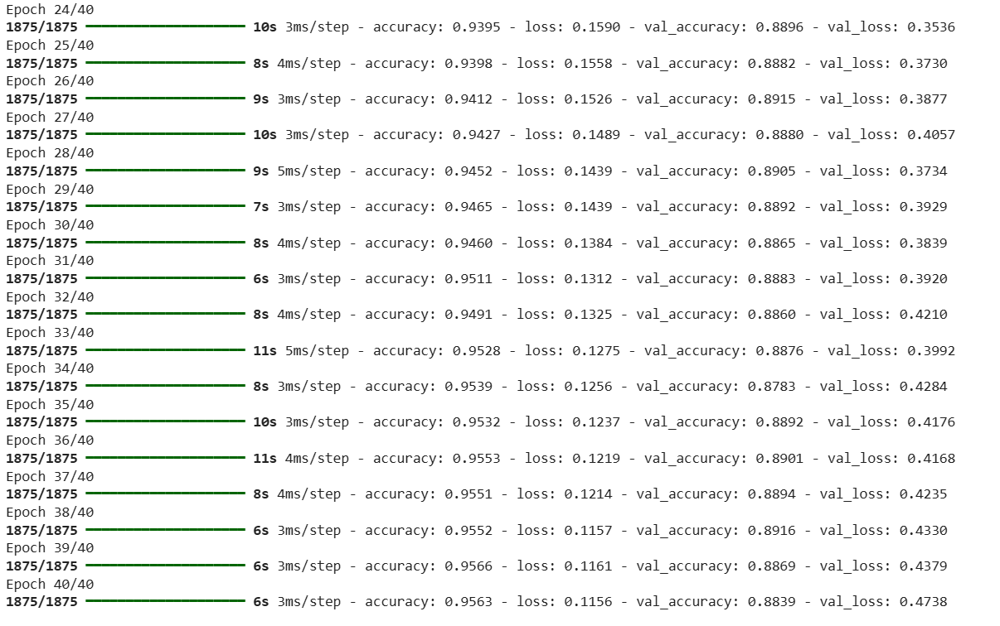 Epoch 24/40
1875/1875 ━━━━━━━━━━━━━━━━━━━━ 10s 3ms/step - accuracy: 0.9395 - loss: 0.1590 - val_accuracy: 0.8896 - val_loss: 0.3536
Epoch 25/40
1875/1875 ━━━━━━━━━━━━━━━━━━━━ 8s 4ms/step - accuracy: 0.9398 - loss: 0.1558 - val_accuracy: 0.8882 - val_loss: 0.3730
Epoch 26/40
1875/1875 ━━━━━━━━━━━━━━━━━━━━ 9s 3ms/step - accuracy: 0.9412 - loss: 0.1526 - val_accuracy: 0.8915 - val_loss: 0.3877
Epoch 27/40
1875/1875 ━━━━━━━━━━━━━━━━━━━━ 10s 3ms/step - accuracy: 0.9427 - loss: 0.1489 - val_accuracy: 0.8880 - val_loss: 0.4057
Epoch 28/40
1875/1875 ━━━━━━━━━━━━━━━━━━━━ 9s 5ms/step - accuracy: 0.9452 - loss: 0.1439 - val_accuracy: 0.8905 - val_loss: 0.3734
Epoch 29/40
1875/1875 ━━━━━━━━━━━━━━━━━━━━ 7s 3ms/step - accuracy: 0.9465 - loss: 0.1439 - val_accuracy: 0.8892 - val_loss: 0.3929
Epoch 30/40
1875/1875 ━━━━━━━━━━━━━━━━━━━━ 8s 4ms/step - accuracy: 0.9460 - loss: 0.1384 - val_accuracy: 0.8865 - val_loss: 0.3839
Epoch 31/40
1875/1875 ━━━━━━━━━━━━━━━━━━━━ 6s 3ms/step - accuracy: 0.9511 - loss: 0.1312 - val_accuracy: 0.8883 - val_loss: 0.3920
Epoch 32/40
1875/1875 ━━━━━━━━━━━━━━━━━━━━ 8s 4ms/step - accuracy: 0.9491 - loss: 0.1325 - val_accuracy: 0.8860 - val_loss: 0.4210
Epoch 33/40
1875/1875 ━━━━━━━━━━━━━━━━━━━━ 11s 5ms/step - accuracy: 0.9528 - loss: 0.1275 - val_accuracy: 0.8876 - val_loss: 0.3992
Epoch 34/40
1875/1875 ━━━━━━━━━━━━━━━━━━━━ 8s 3ms/step - accuracy: 0.9539 - loss: 0.1256 - val_accuracy: 0.8783 - val_loss: 0.4284
Epoch 35/40
1875/1875 ━━━━━━━━━━━━━━━━━━━━ 10s 3ms/step - accuracy: 0.9532 - loss: 0.1237 - val_accuracy: 0.8892 - val_loss: 0.4176
Epoch 36/40
1875/1875 ━━━━━━━━━━━━━━━━━━━━ 11s 4ms/step - accuracy: 0.9553 - loss: 0.1219 - val_accuracy: 0.8901 - val_loss: 0.4168
Epoch 37/40
1875/1875 ━━━━━━━━━━━━━━━━━━━━ 8s 4ms/step - accuracy: 0.9551 - loss: 0.1214 - val_accuracy: 0.8894 - val_loss: 0.4235
Epoch 38/40
1875/1875 ━━━━━━━━━━━━━━━━━━━━ 6s 3ms/step - accuracy: 0.9552 - loss: 0.1157 - val_accuracy: 0.8916 - val_loss: 0.4330
Epoch 39/40
1875/1875 ━━━━━━━━━━━━━━━━━━━━ 6s 3ms/step - accuracy: 0.9566 - loss: 0.1161 - val_accuracy: 0.8869 - val_loss: 0.4379
Epoch 40/40
1875/1875 ━━━━━━━━━━━━━━━━━━━━ 6s 3ms/step - accuracy: 0.9563 - loss: 0.1156 - val_accuracy: 0.8839 - val_loss: 0.4738